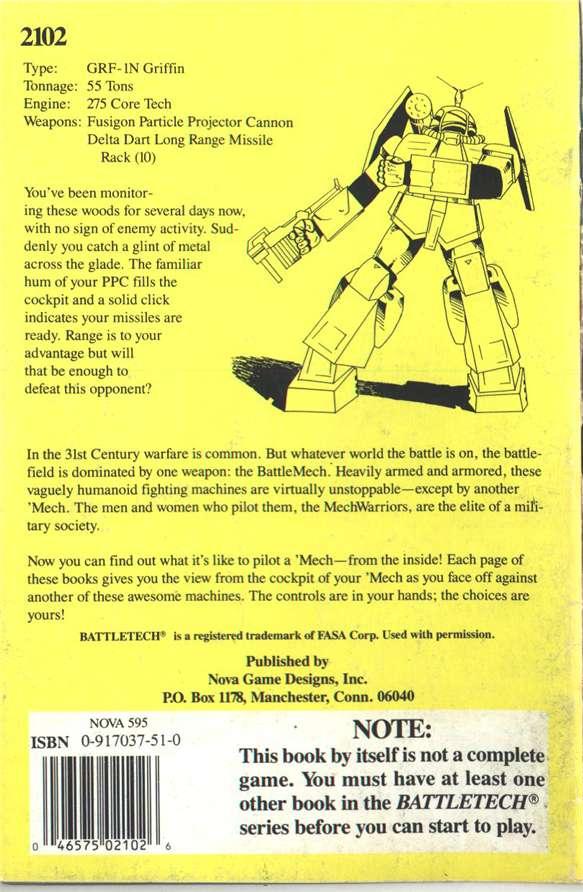 2102
Type: GRF-1N Griffin
Tonnage: 55 Tons
Engine: 275 Core Tech
Weapons: Fusigon Particle Projector Cannon
Delta Dart Long Range Missile
Rack (10)
You've been monitor-
ing these woods for several days now,
with no sign of enemy activity. Sud-
denly you catch a glint of metal
across the glade. The familiar
hum of your PPC fills the
cockpit and a solid click
indicates your missiles are
ready. Range is to your
advantage but will
that be enough to
defeat this opponent?
In the 31st Century warfare is common. But whatever world the battle is on, the battle-
field is dominated by one weapon: the BattleMech. Heavily armed and armored, these
vaguely humanoid fighting machines are virtually unstoppable—except by another
'Mech. The men and women who pilot them, the MechWarriors, are the elite of a mili-
tary society.
Now you can find out what it's like to pilot a 'Mech—from the inside! Each page of
these books gives you the view from the cockpit of your 'Mech as you face off against
another of these awesome machines. The controls are in your hands; the choices are
yours!
BATTLETECH® is a registered trademark of FASA Corp. Used with permission.
Published by
Nova Game Designs, Inc.
P.O. Box 1178, Manchester, Conn. 06040
NOVA 595
ISBN 0-917037-51-0
0 46575 02102 6
NOTE:
This book by itself is not a complete
game. You must have at least one
other book in the BATTLETECH®
series before you can start to play.